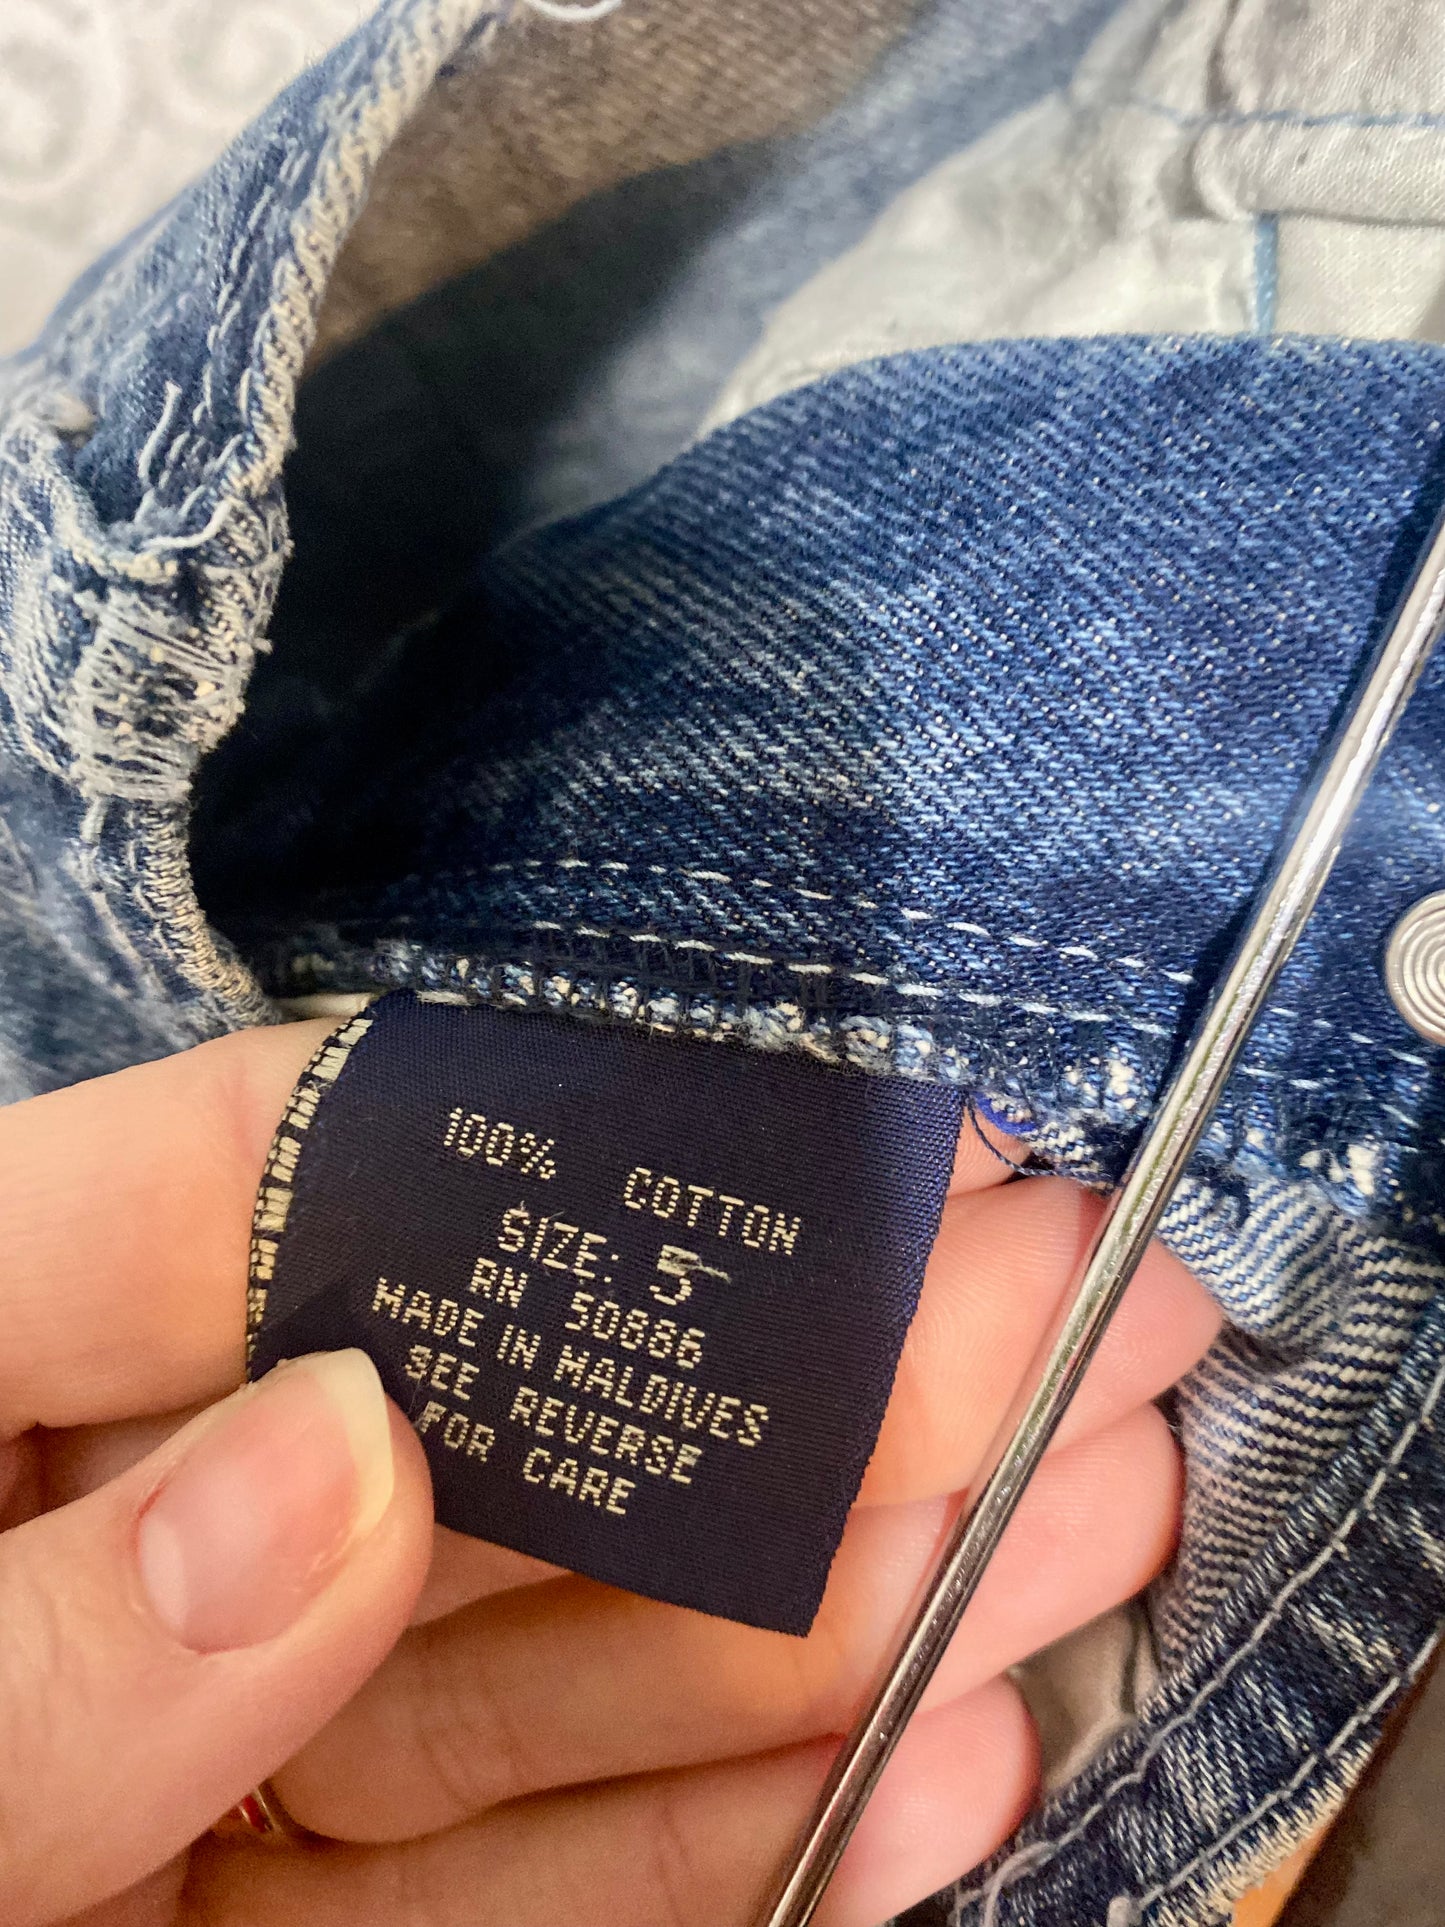 100% COTTON
SIZE: 5
RN 50886
MADE IN MALDIVES
SEE REVERSE
FOR CARE